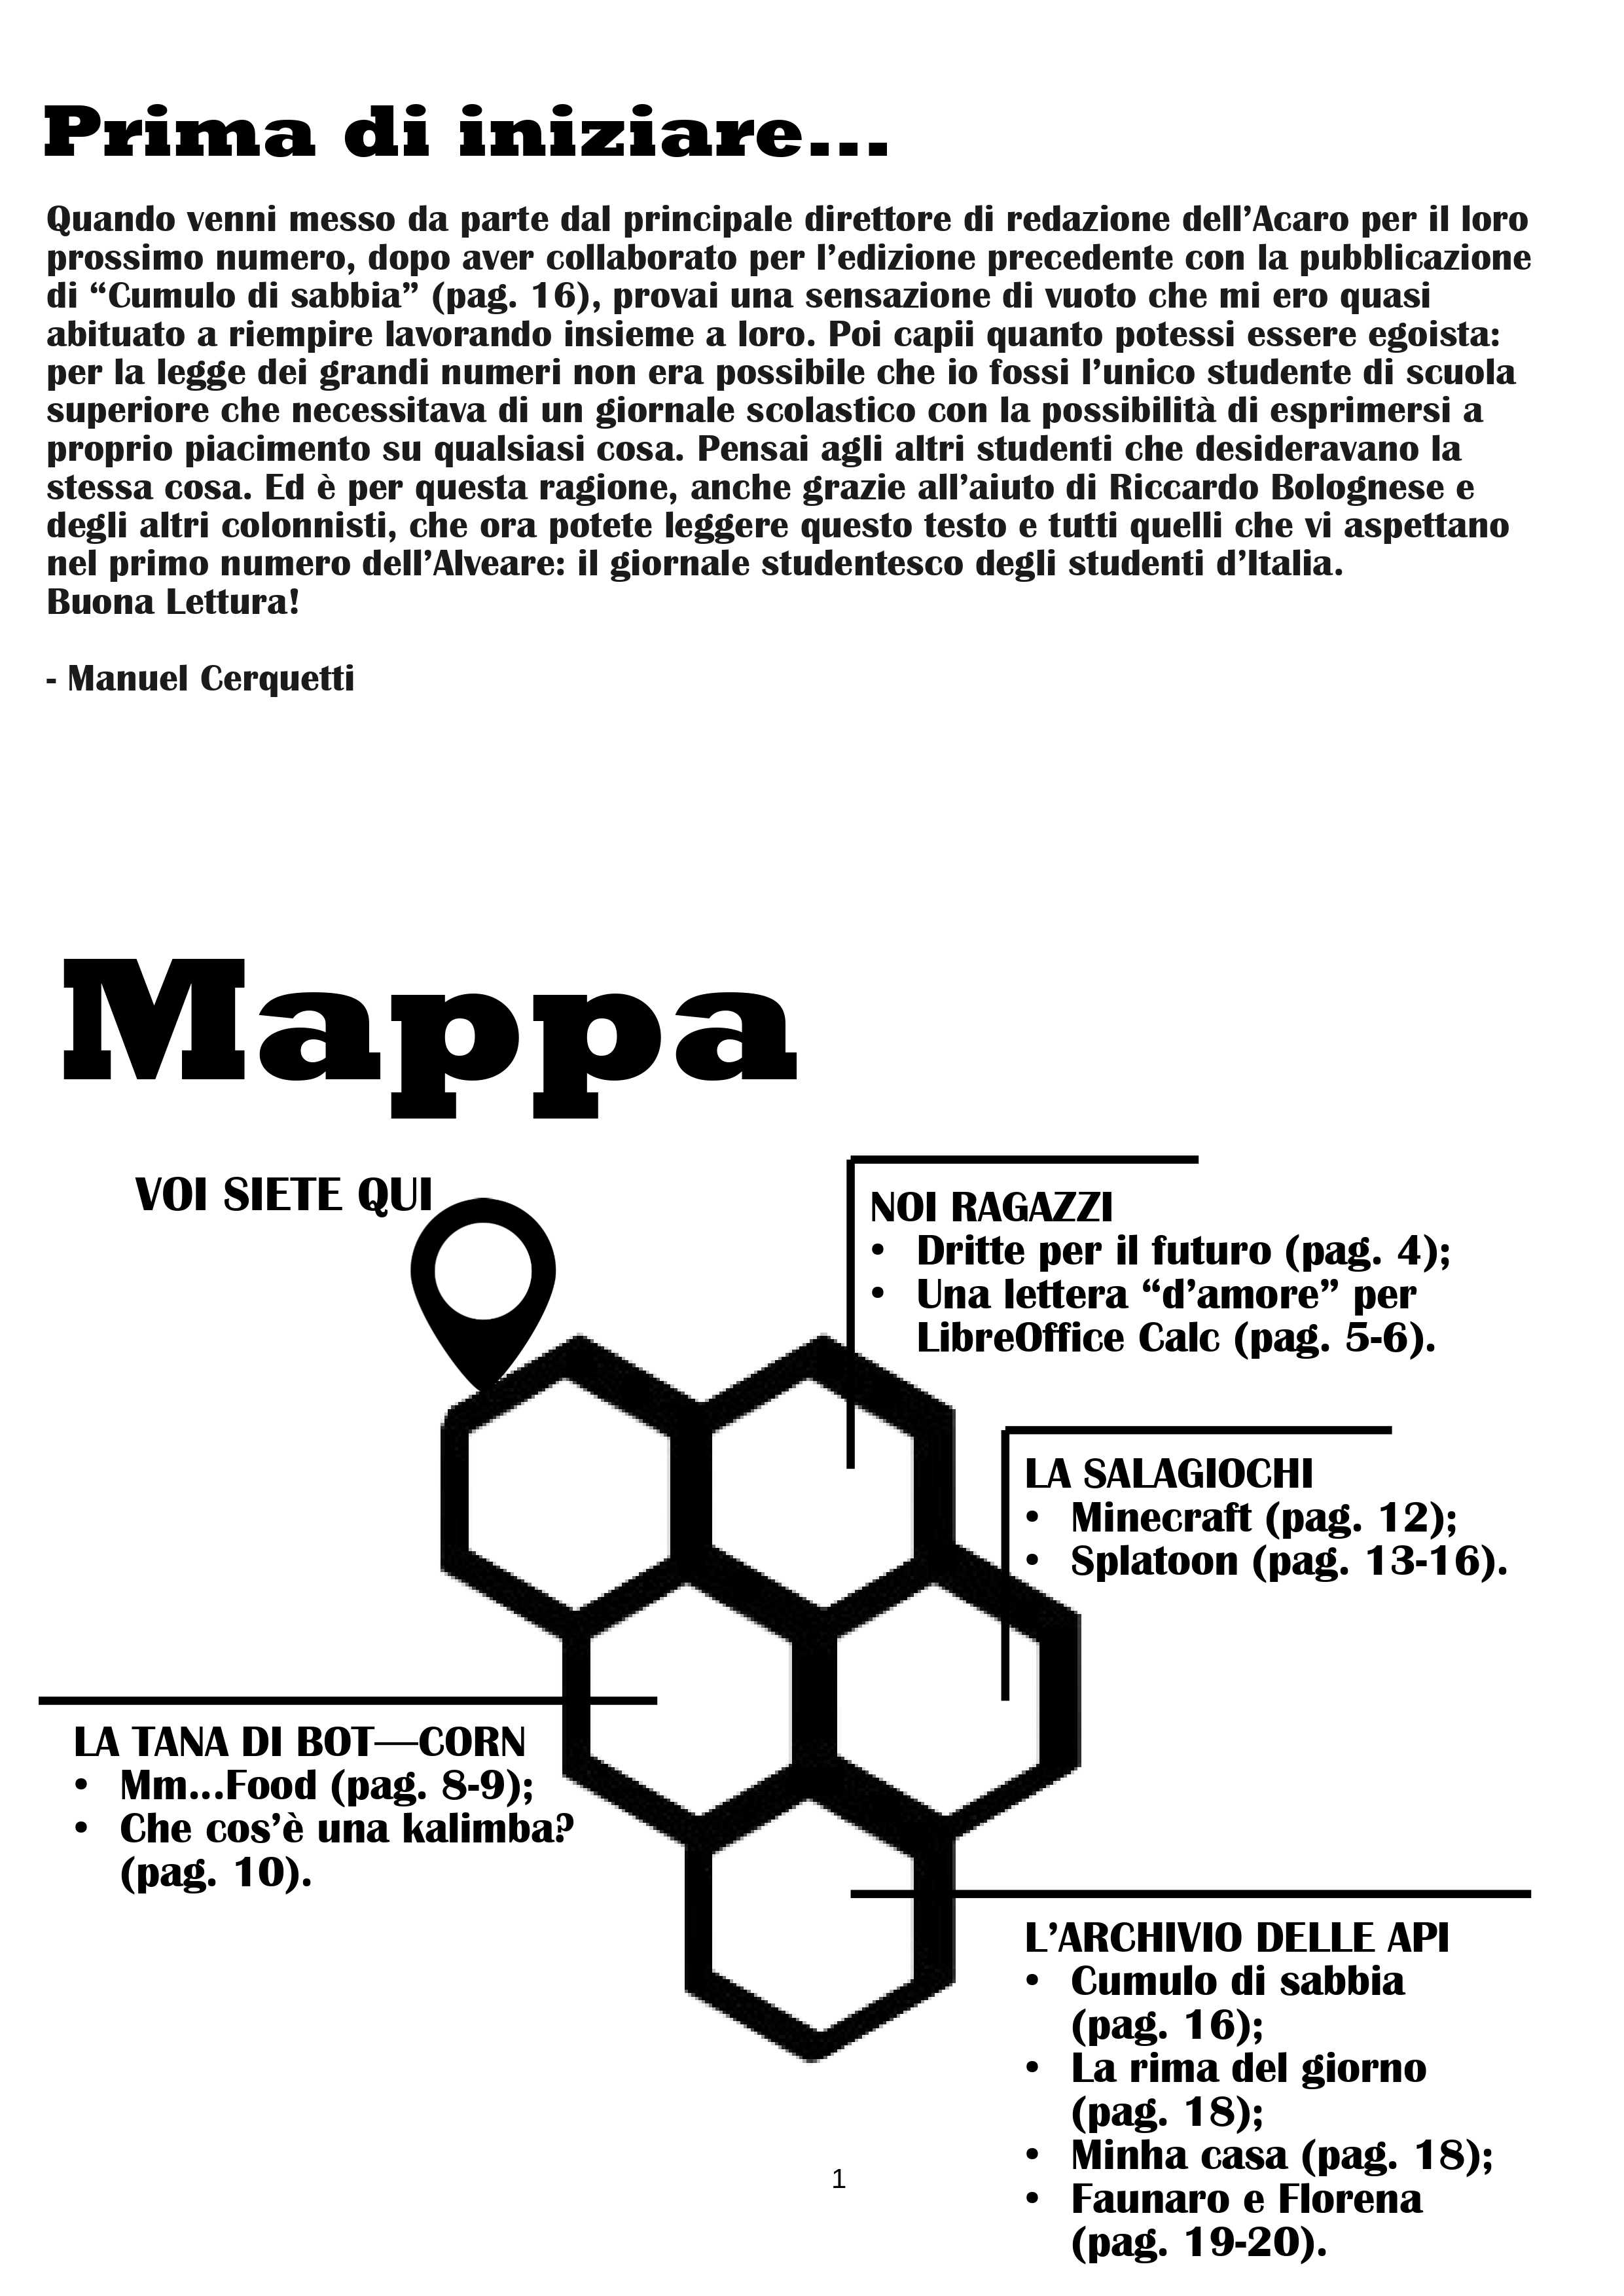 Prima di iniziare...
Quando venni messo da parte dal principale direttore di redazione dell’Acaro per il loro
prossimo numero, dopo aver collaborato per l’edizione precedente con la pubblicazione
di “Cumulo di sabbia” (pag. 16), provai una sensazione di vuoto che mi ero quasi
abituato a riempire lavorando insieme a loro. Poi capii quanto potessi essere egoista:
per la legge dei grandi numeri non era possibile che io fossi l’unico studente di scuola
superiore che necessitava di un giornale scolastico con la possibilità di esprimersi a
proprio piacimento su qualsiasi cosa. Pensai agli altri studenti che desideravano la
stessa cosa. Ed è per questa ragione, anche grazie all’aiuto di Riccardo Bolognese e
degli altri colonnisti, che ora potete leggere questo testo e tutti quelli che vi aspettano
nel primo numero dell’Alveare: il giornale studentesco degli studenti d’Italia.
Buona Lettura!
- Manuel Cerquetti
Mappa
VOI SIETE QUI
NOI RAGAZZI
• Dritte per il futuro (pag. 4);
• Una lettera “d’amore” per
LibreOffice Calc (pag. 5-6).
LA SALAGIOCHI
• Minecraft (pag. 12);
• Splatoon (pag. 13-16).
LA TANA DI BOT—CORN
• Mm...Food (pag. 8-9);
• Che cos’è una kalimba?
(pag. 10).
L’ARCHIVIO DELLE API
• Cumulo di sabbia
(pag. 16);
• La rima del giorno
(pag. 18);
• Minha casa (pag. 18);
• Faunaro e Florena
(pag. 19-20).
1